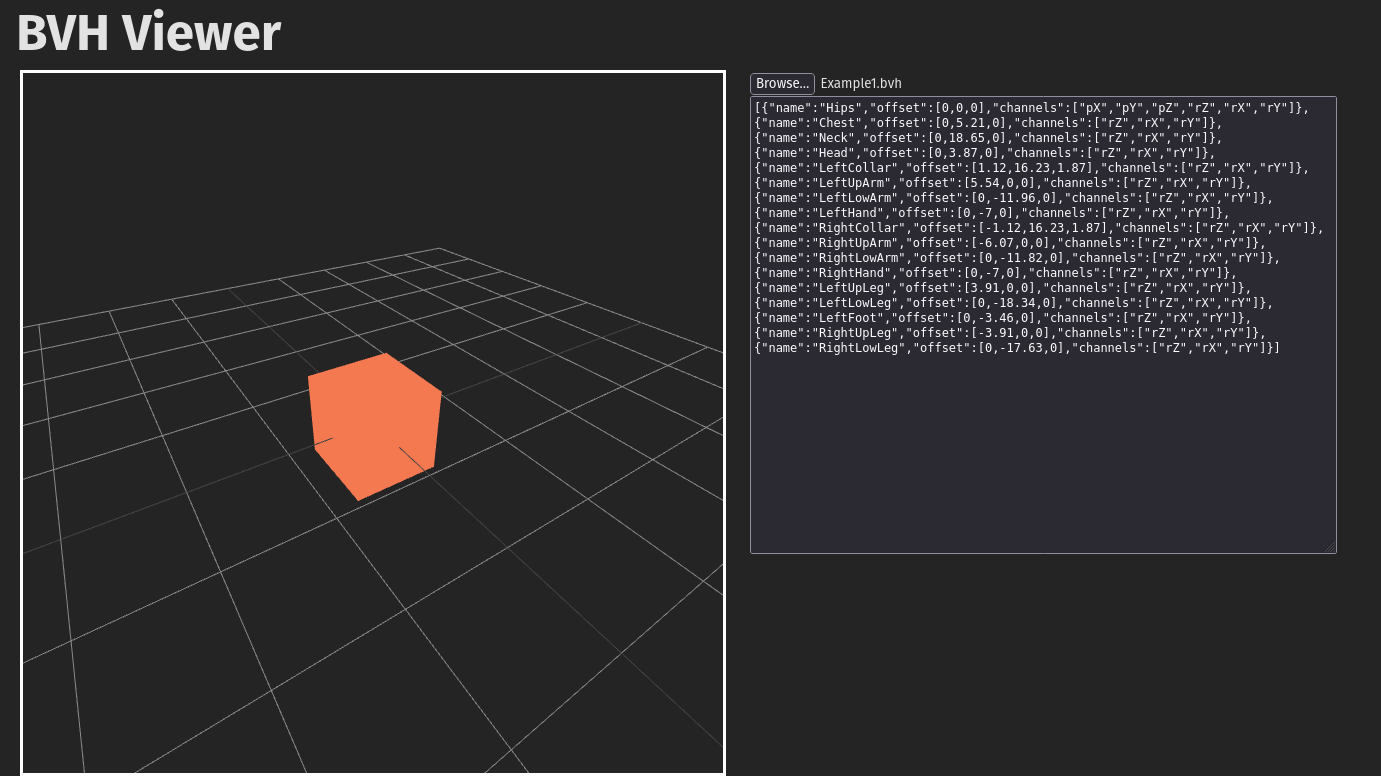 BVH Viewer
Browse... Example1.bvh
[{"name":"Hips","offset":[0,0,0],"channels":["pX","pY","pZ","rZ","rX","rY"]},
{"name":"Chest","offset":[0,5.21,0],"channels":["rZ","rX","rY"]},
{"name":"Neck","offset":[0,18.65,0],"channels":["rZ","rX","rY"]},
{"name":"Head","offset":[0,3.87,0],"channels":["rZ","rX","rY"]},
{"name":"LeftCollar","offset":[1.12,16.23,1.87],"channels":["rZ","rX","rY"]},
{"name":"LeftUpArm","offset":[5.54,0,0],"channels":["rZ","rX","rY"]},
{"name":"LeftLowArm","offset":[0,-11.96,0],"channels":["rZ","rX","rY"]},
{"name":"LeftHand","offset":[0,-7,0],"channels":["rZ","rX","rY"]},
{"name":"RightCollar","offset":[-1.12,16.23,1.87],"channels":["rZ","rX","rY"]},
{"name":"RightUpArm","offset":[-6.07,0,0],"channels":["rZ","rX","rY"]},
{"name":"RightLowArm","offset":[0,-11.82,0],"channels":["rZ","rX","rY"]},
{"name":"RightHand","offset":[0,-7,0],"channels":["rZ","rX","rY"]},
{"name":"LeftUpLeg","offset":[3.91,0,0],"channels":["rZ","rX","rY"]},
{"name":"LeftLowLeg","offset":[0,-18.34,0],"channels":["rZ","rX","rY"]},
{"name":"LeftFoot","offset":[0,-3.46,0],"channels":["rZ","rX","rY"]},
{"name":"RightUpLeg","offset":[-3.91,0,0],"channels":["rZ","rX","rY"]},
{"name":"RightLowLeg","offset":[0,-17.63,0],"channels":["rZ","rX","rY"]}]